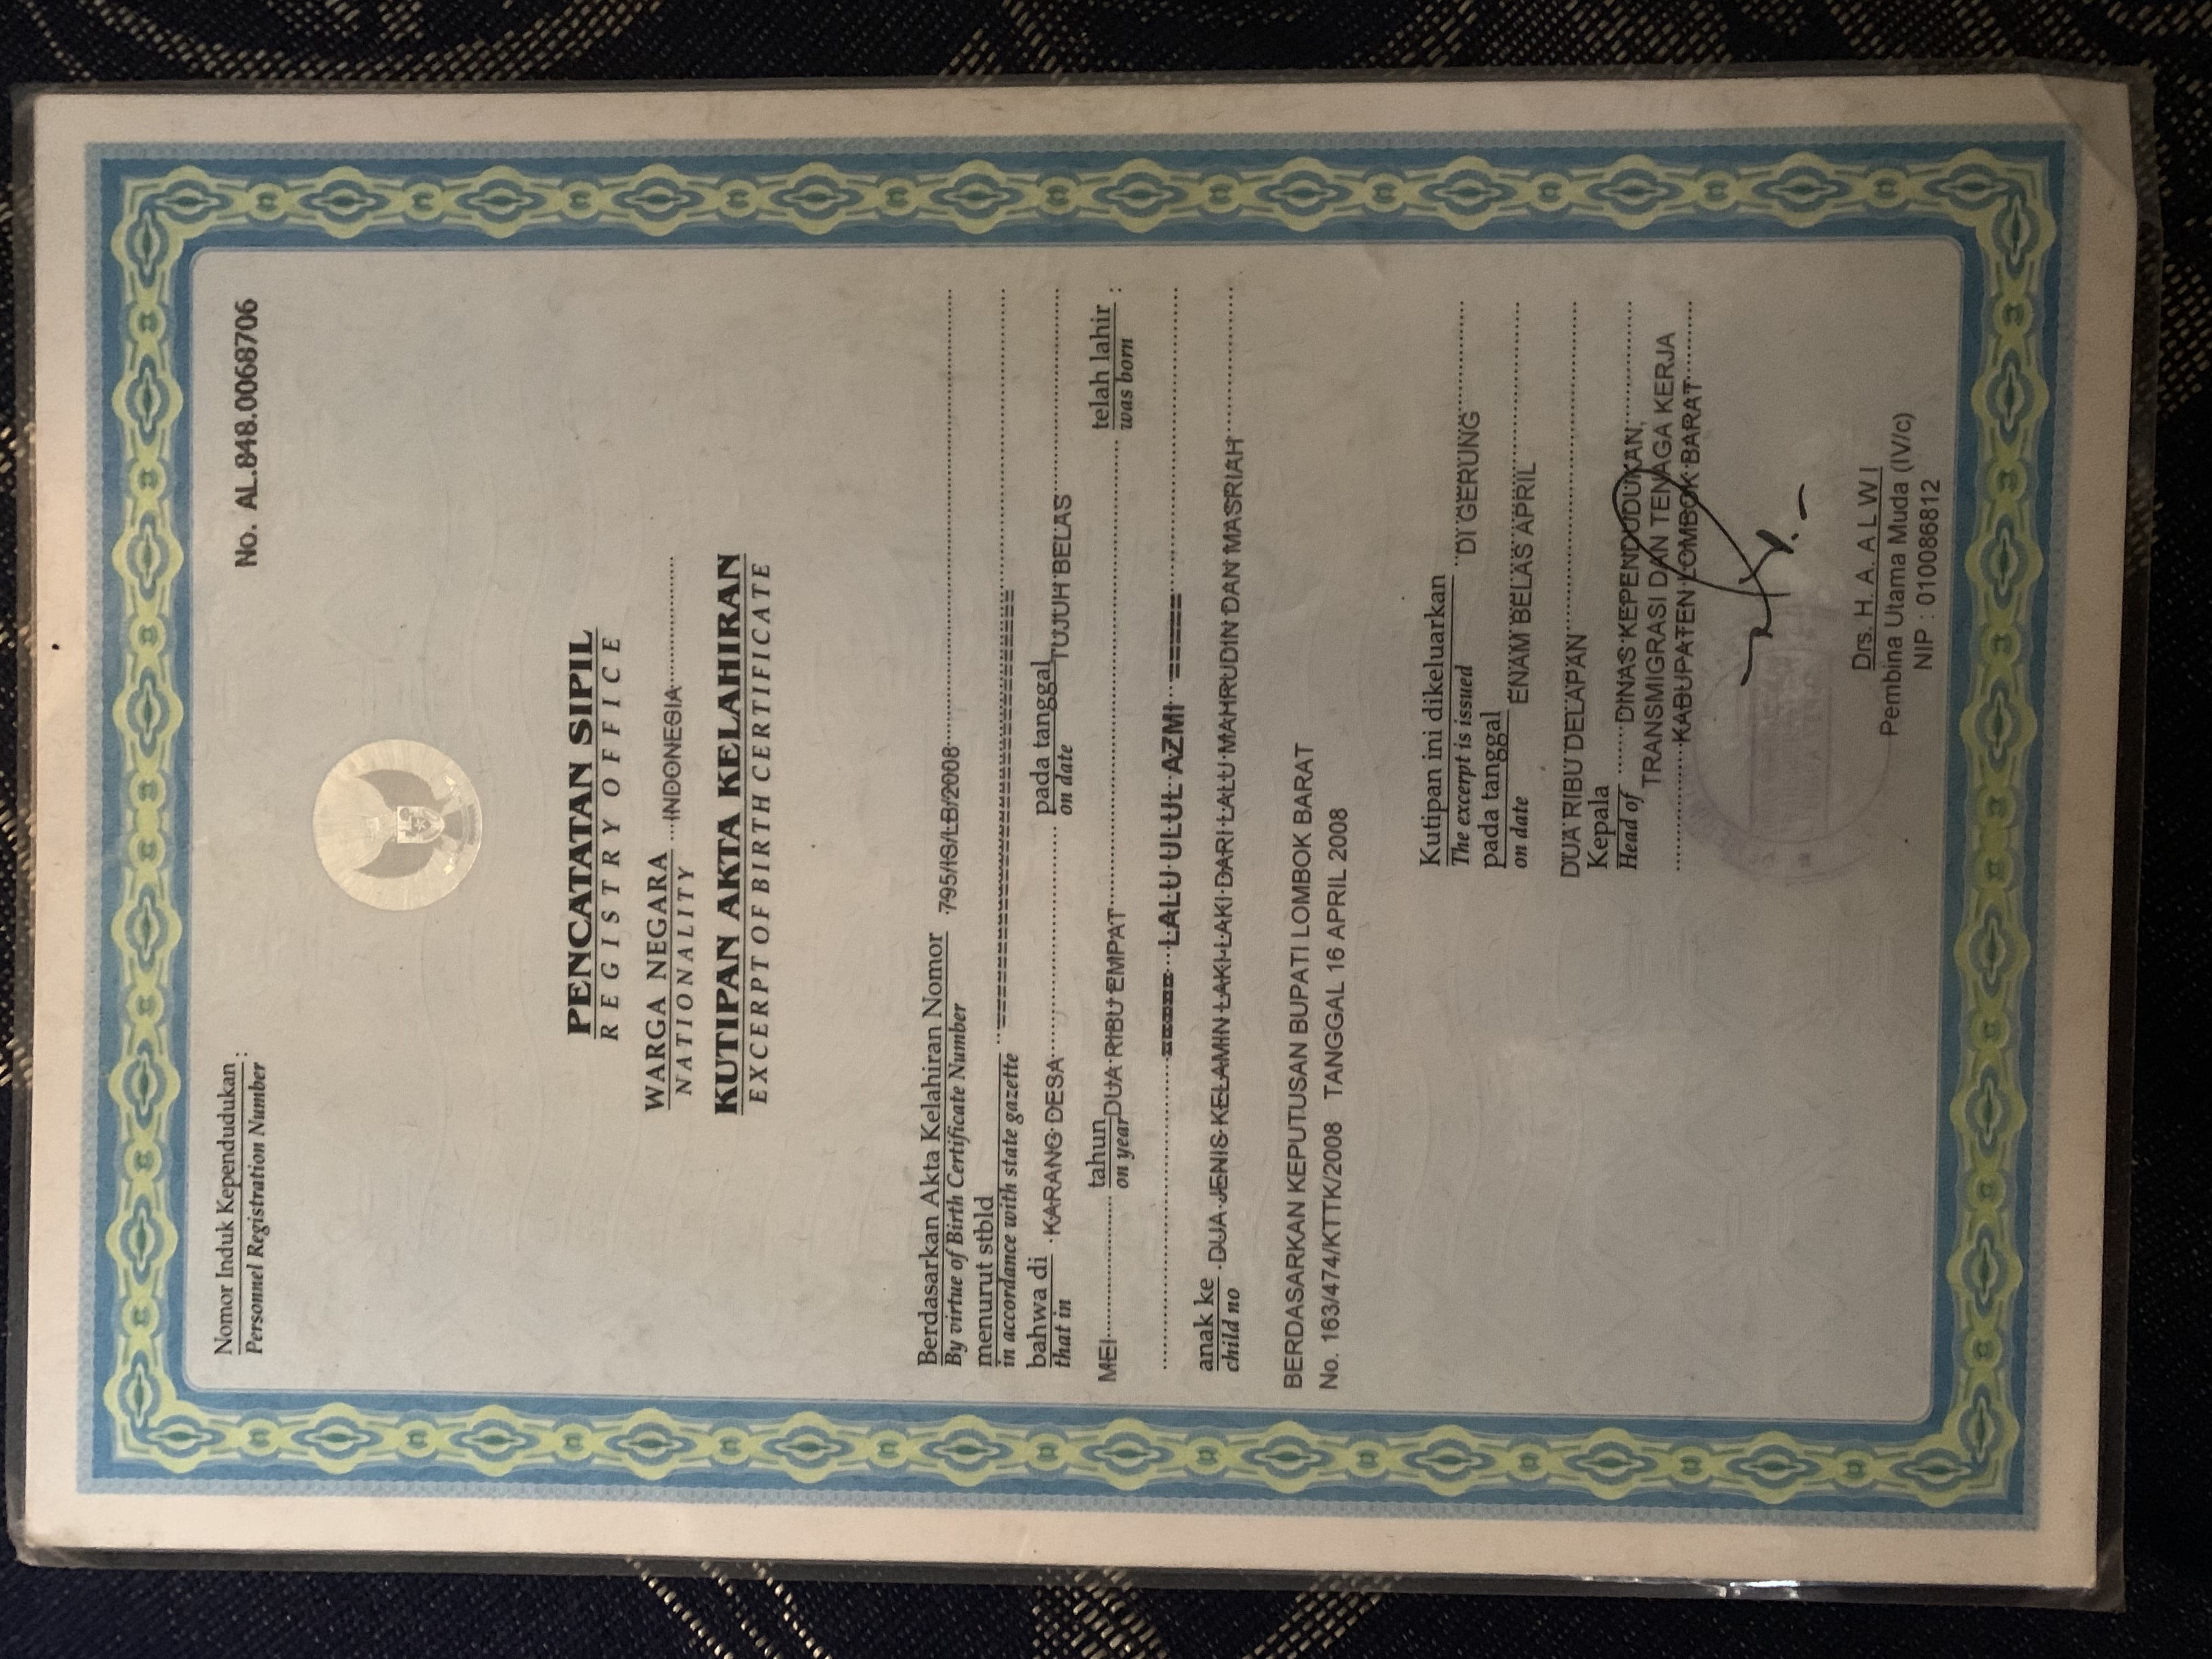 Nomor Induk Kependudukan :
Personnel Registration Number
No. AL.848.0068706
PENCATATAN SIPIL
REGISTRY OFFICE
WARGA NEGARA INDONESIA
NATIONALITY
KUTIPAN AKTA KELAHIRAN
EXCERPT OF BIRTH CERTIFICATE
Berdasarkan Akta Kelahiran Nomor 795/IS/LB/2008
By virtue of Birth Certificate Number
menurut stbld
in accordance with state gazette
bahwa di KARANG DESA pada tanggal TUJUH BELAS
that in on date
MEI tahun DUA RIBU EMPAT telah lahir :
on year was born
LALU ULUL AZMI
anak ke DUA JENIS KELAMIN LAKI-LAKI DARI LALU MAHRUDIN DAN MASRIAH
child no
BERDASARKAN KEPUTUSAN BUPATI LOMBOK BARAT
No. 163/474/KTTK/2008 TANGGAL 16 APRIL 2008
Kutipan ini dikeluarkan DI GERUNG
The excerpt is issued
pada tanggal ENAM BELAS APRIL
on date
DUA RIBU DELAPAN
Kepala DINAS KEPENDUDUKAN,
Head of TRANSMIGRASI DAN TENAGA KERJA
KABUPATEN LOMBOK BARAT
Drs. H. A. A L W I
Pembina Utama Muda (IV/c)
NIP : 010086812